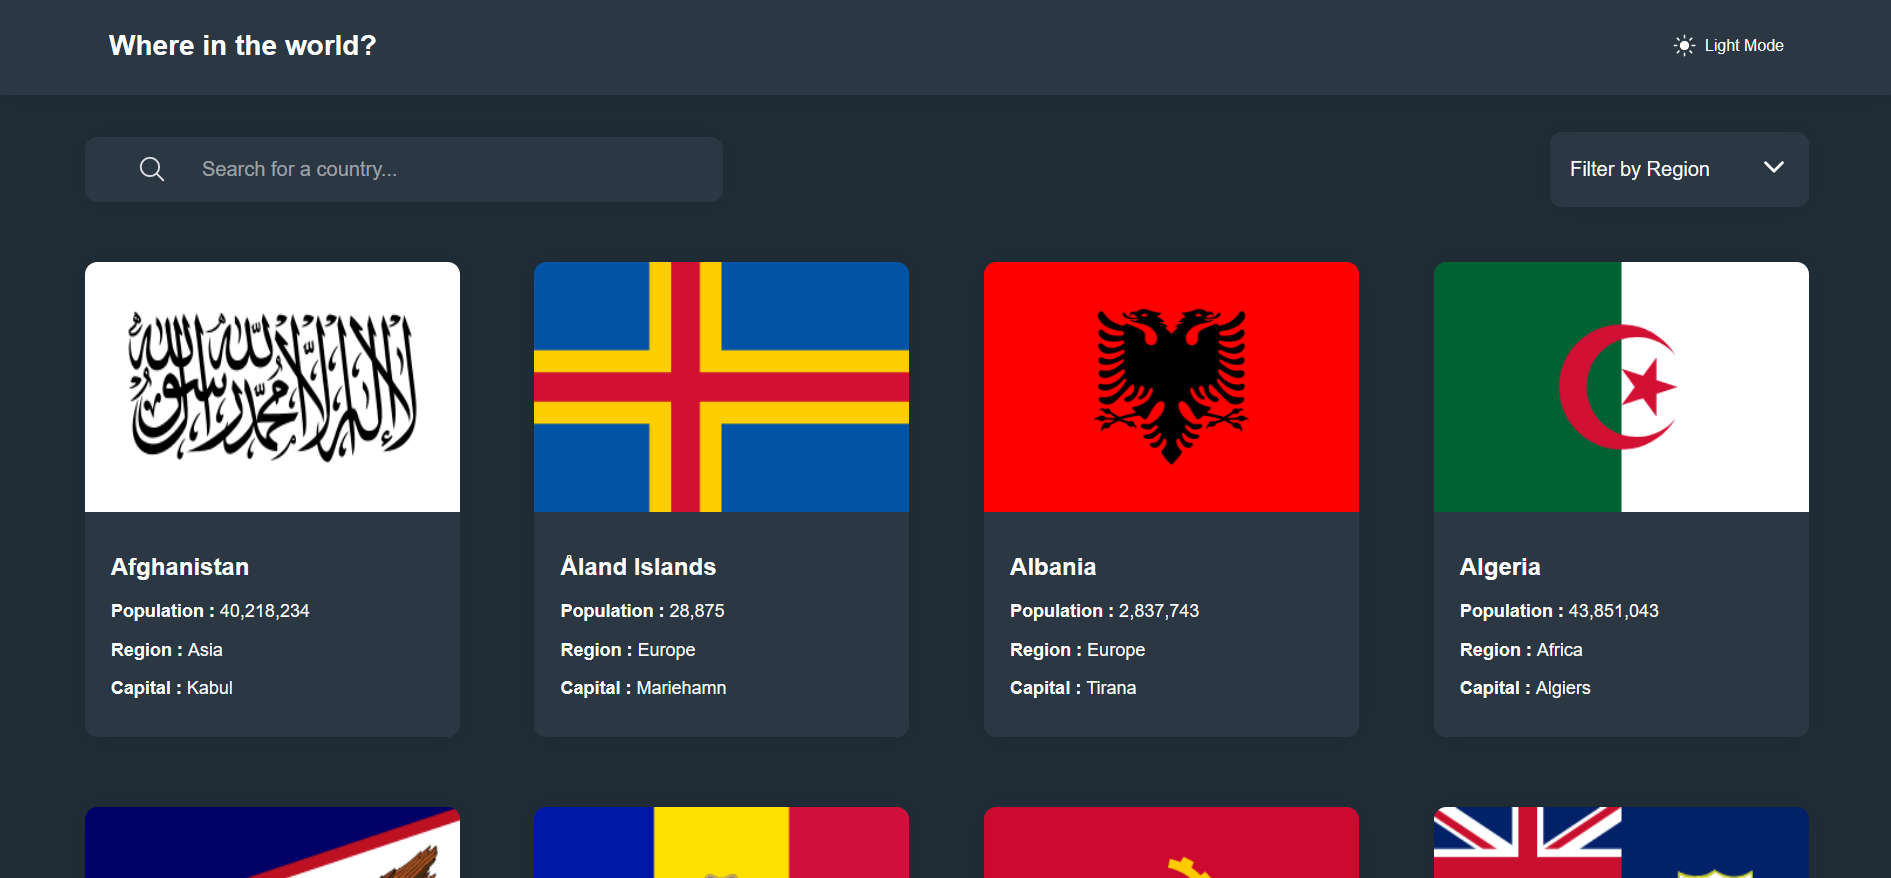 Where in the world?
Light Mode
Search for a country...
Filter by Region
لا إله إلا الله محمد رسول الله
Afghanistan
Population : 40,218,234
Region : Asia
Capital : Kabul
Åland Islands
Population : 28,875
Region : Europe
Capital : Mariehamn
Albania
Population : 2,837,743
Region : Europe
Capital : Tirana
Algeria
Population : 43,851,043
Region : Africa
Capital : Algiers